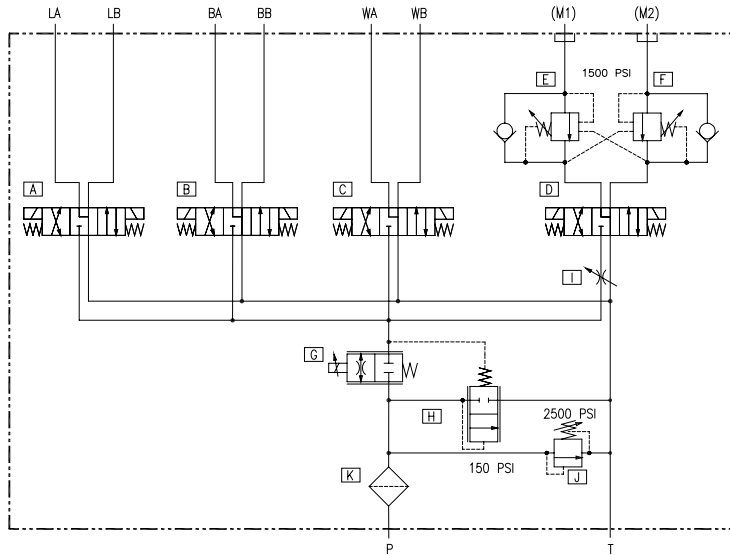 LA LB BA BB WA WB (M1) (M2)
E 1500 PSI F
A B C D
I
G
H 2500 PSI
K 150 PSI J
P T